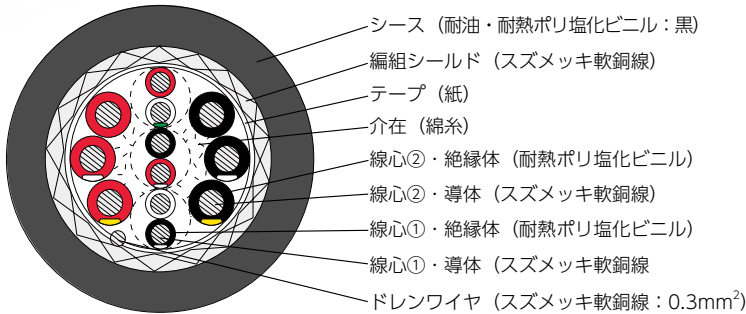 シース（耐油・耐熱ポリ塩化ビニル：黒）
編組シールド（スズメッキ軟銅線）
テープ（紙）
介在（綿糸）
線心②・絶縁体（耐熱ポリ塩化ビニル）
線心②・導体（スズメッキ軟銅線）
線心①・絶縁体（耐熱ポリ塩化ビニル）
線心①・導体（スズメッキ軟銅線
ドレンワイヤ（スズメッキ軟銅線：0.3mm²）